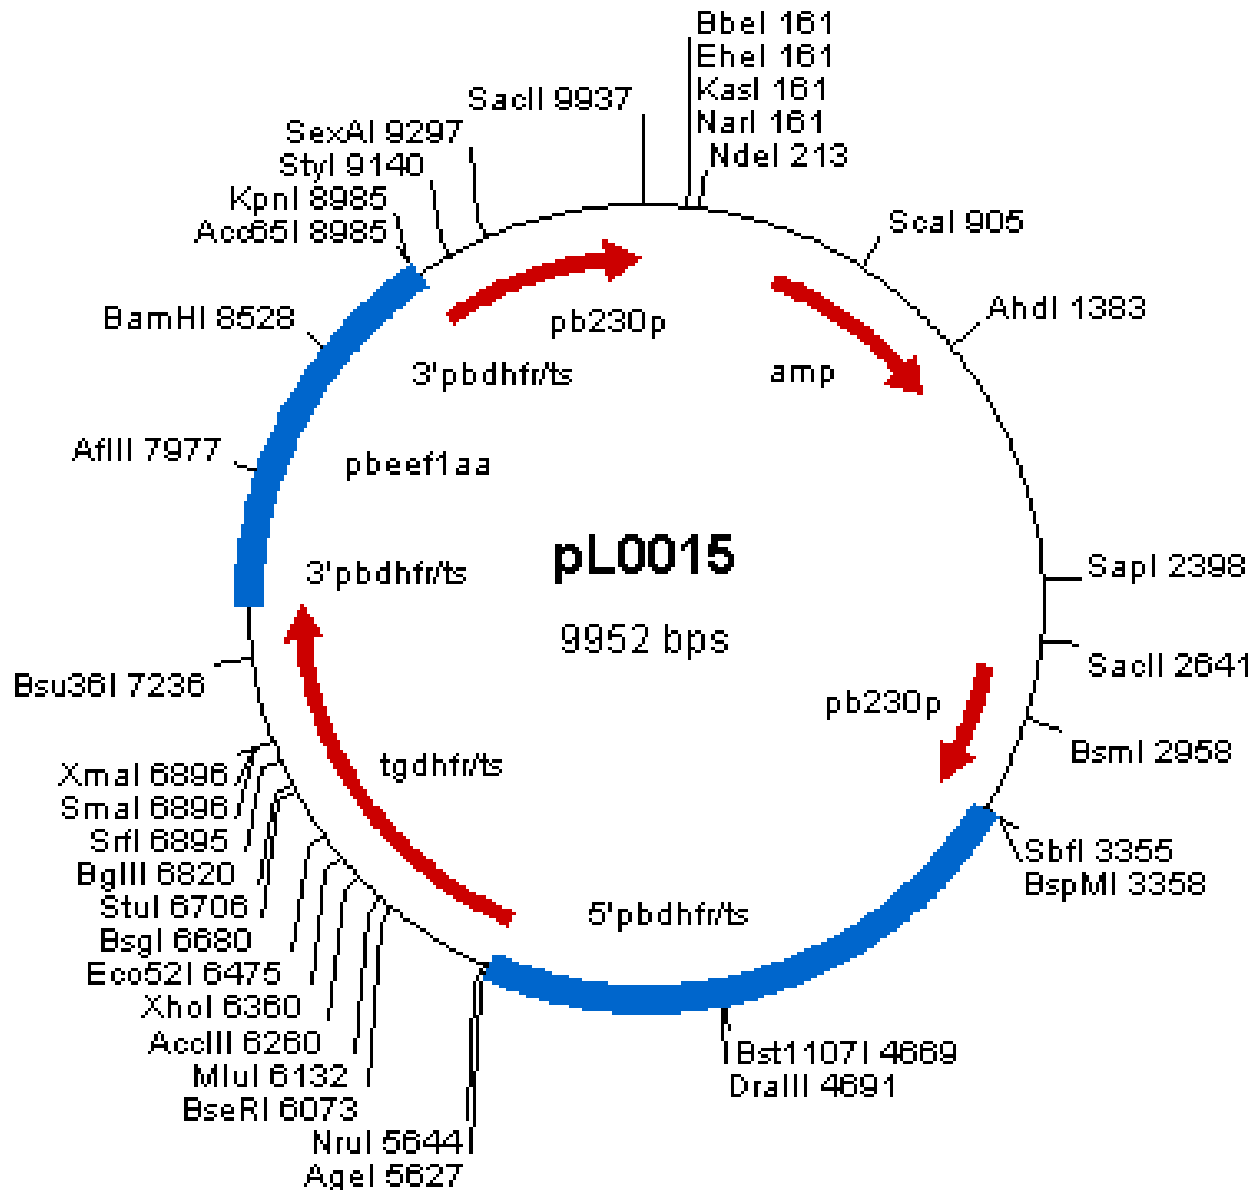 BbeI 161
EheI 161
KasI 161
NarI 161
NdeI 213
SacII 9937
SexAI 9297
StyI 9140
KpnI 8985
Acc65I 8985
ScaI 905
AhdI 1383
BamHI 8528
pb230p
3'pbdhfr/ts
amp
AflII 7977
pbeef1aa
pL0015
9952 bps
3'pbdhfr/ts
SapI 2398
SacII 2641
Bsu36I 7236
pb230p
BsmI 2958
tgdhfr/ts
XmaI 6896
SmaI 6896
SrfI 6895
BglII 6820
StuI 6706
BsgI 6680
Eco52I 6475
XhoI 6360
AccIII 6260
MluI 6132
BseRI 6073
NruI 5644
AgeI 5627
SbfI 3355
BspMI 3358
5'pbdhfr/ts
Bst1107I 4669
DraIII 4691